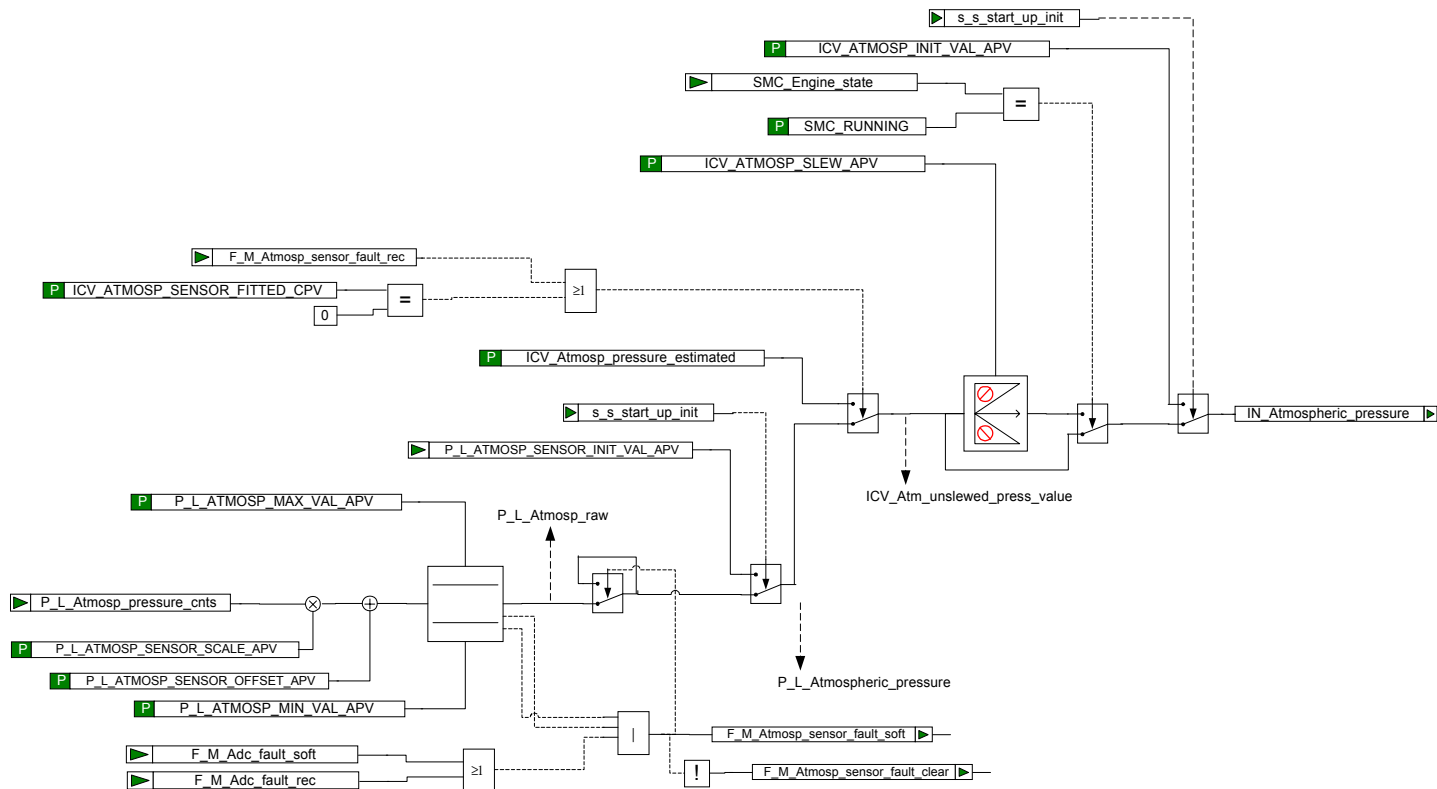 s_s_start_up_init
P ICV_ATMOSP_INIT_VAL_APV
SMC_Engine_state
=
P SMC_RUNNING
P ICV_ATMOSP_SLEW_APV
F_M_Atmosp_sensor_fault_rec
P ICV_ATMOSP_SENSOR_FITTED_CPV
=
≥1
0
P ICV_Atmosp_pressure_estimated
s_s_start_up_init
IN_Atmospheric_pressure
P_L_ATMOSP_SENSOR_INIT_VAL_APV
ICV_Atm_unslewed_press_value
P P_L_ATMOSP_MAX_VAL_APV
P_L_Atmosp_raw
P_L_Atmosp_pressure_cnts
P P_L_ATMOSP_SENSOR_SCALE_APV
P P_L_ATMOSP_SENSOR_OFFSET_APV
P_L_Atmospheric_pressure
P P_L_ATMOSP_MIN_VAL_APV
|
F_M_Atmosp_sensor_fault_soft
F_M_Adc_fault_soft
≥1
F_M_Adc_fault_rec
!
F_M_Atmosp_sensor_fault_clear